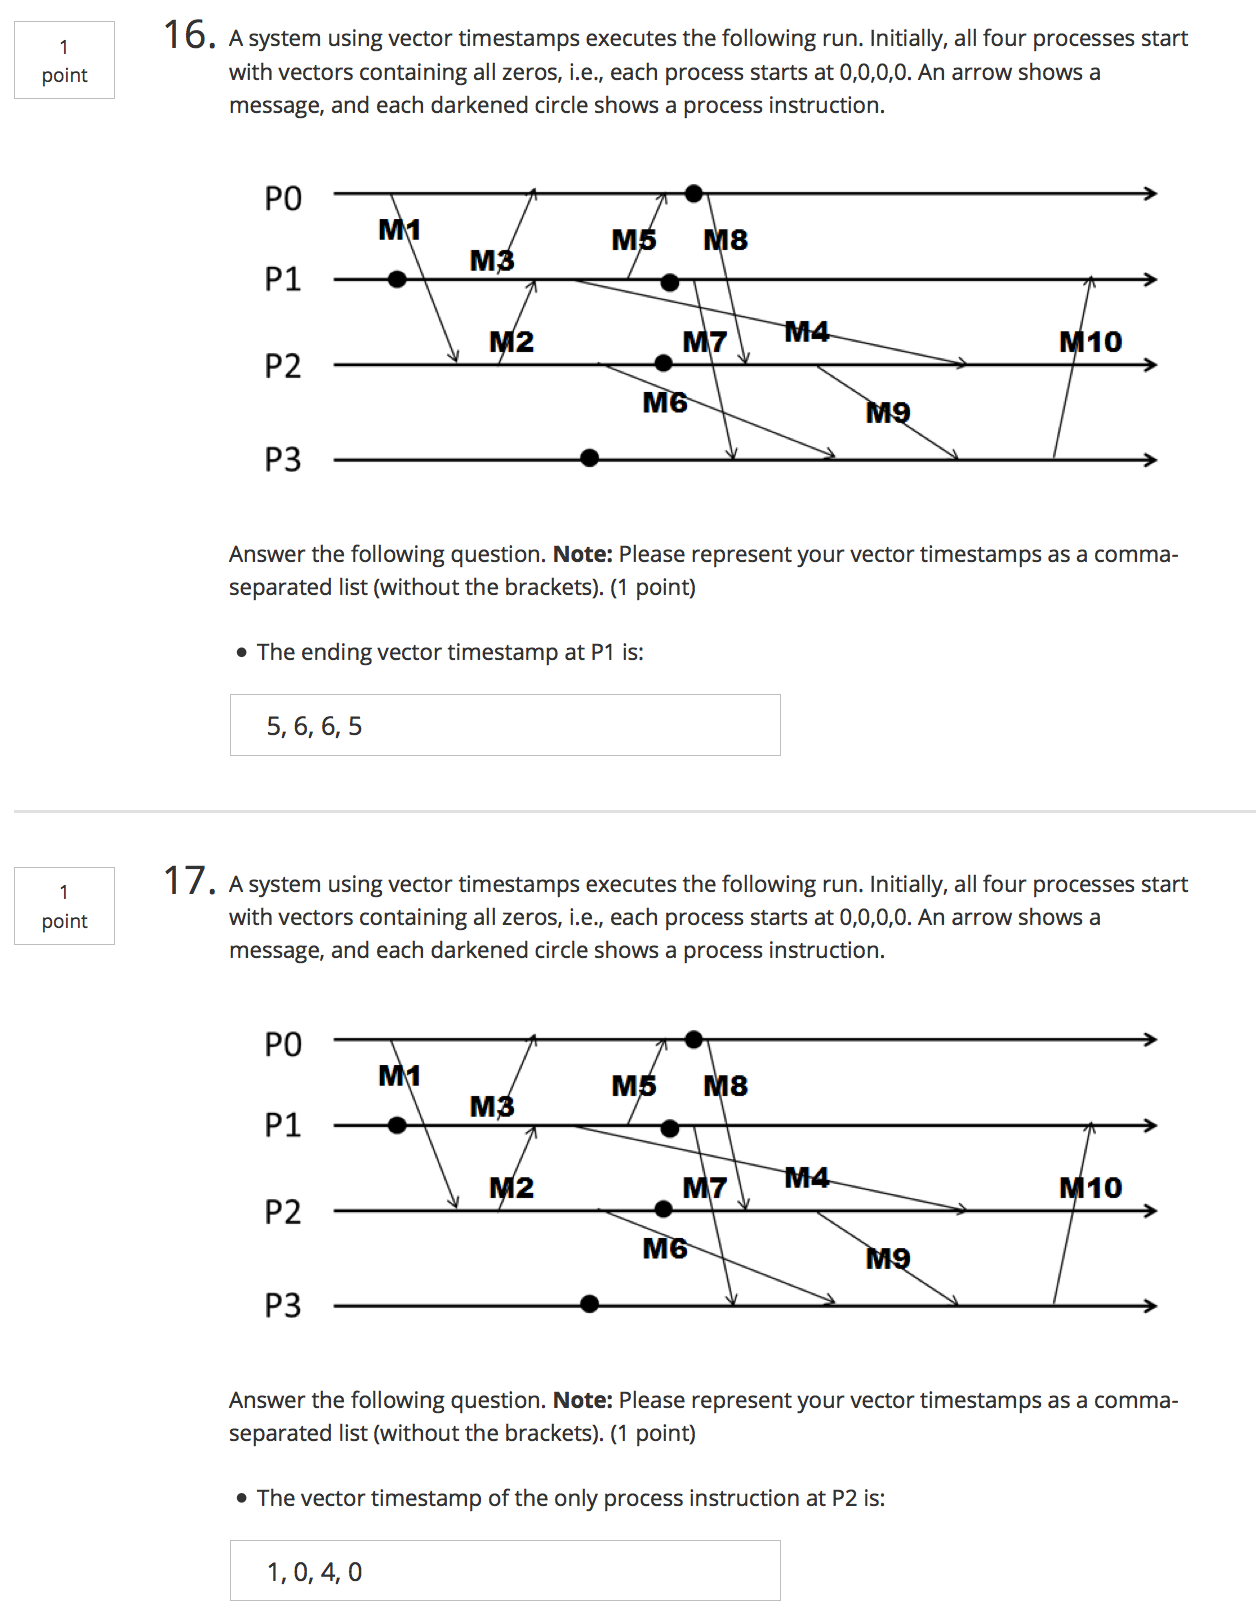 1
point
16. A system using vector timestamps executes the following run. Initially, all four processes start
with vectors containing all zeros, i.e., each process starts at 0,0,0,0. An arrow shows a
message, and each darkened circle shows a process instruction.
P0
M1
M5
M8
M3
P1
M2
M7
M4
M10
P2
M6
M9
P3
Answer the following question. Note: Please represent your vector timestamps as a comma-
separated list (without the brackets). (1 point)
• The ending vector timestamp at P1 is:
5, 6, 6, 5
1
point
17. A system using vector timestamps executes the following run. Initially, all four processes start
with vectors containing all zeros, i.e., each process starts at 0,0,0,0. An arrow shows a
message, and each darkened circle shows a process instruction.
P0
M1
M5
M8
M3
P1
M2
M7
M4
M10
P2
M6
M9
P3
Answer the following question. Note: Please represent your vector timestamps as a comma-
separated list (without the brackets). (1 point)
• The vector timestamp of the only process instruction at P2 is:
1, 0, 4, 0